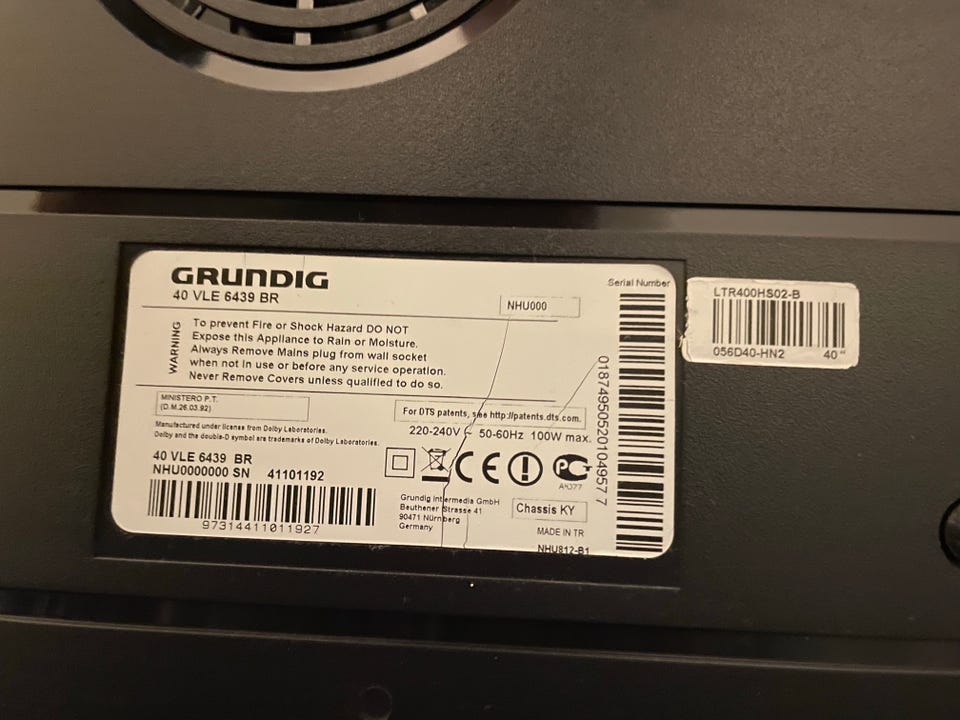 GRUNDIG
40 VLE 6439 BR
NHU000
Serial Number
WARNING
To prevent Fire or Shock Hazard DO NOT
Expose this Appliance to Rain or Moisture.
Always Remove Mains plug from wall socket
when not in use or before any service operation.
Never Remove Covers unless qualified to do so.
MINISTERO P.T.
(D.M.26.03.92)
For DTS patents, see http://patents.dts.com.
Manufactured under license from Dolby Laboratories.
Dolby and the double-D symbol are trademarks of Dolby Laboratories.
220-240V ~ 50-60Hz 100W max.
40 VLE 6439 BR
NHU0000000 SN 41101192
97314411011927
CE
PC
AЯ77
Grundig Intermedia GmbH
Beuthener Strasse 41
90471 Nürnberg
Germany
Chassis KY
MADE IN TR
NHU812-B1
01874950520104957 7
LTR400HS02-B
056D40-HN2 40"